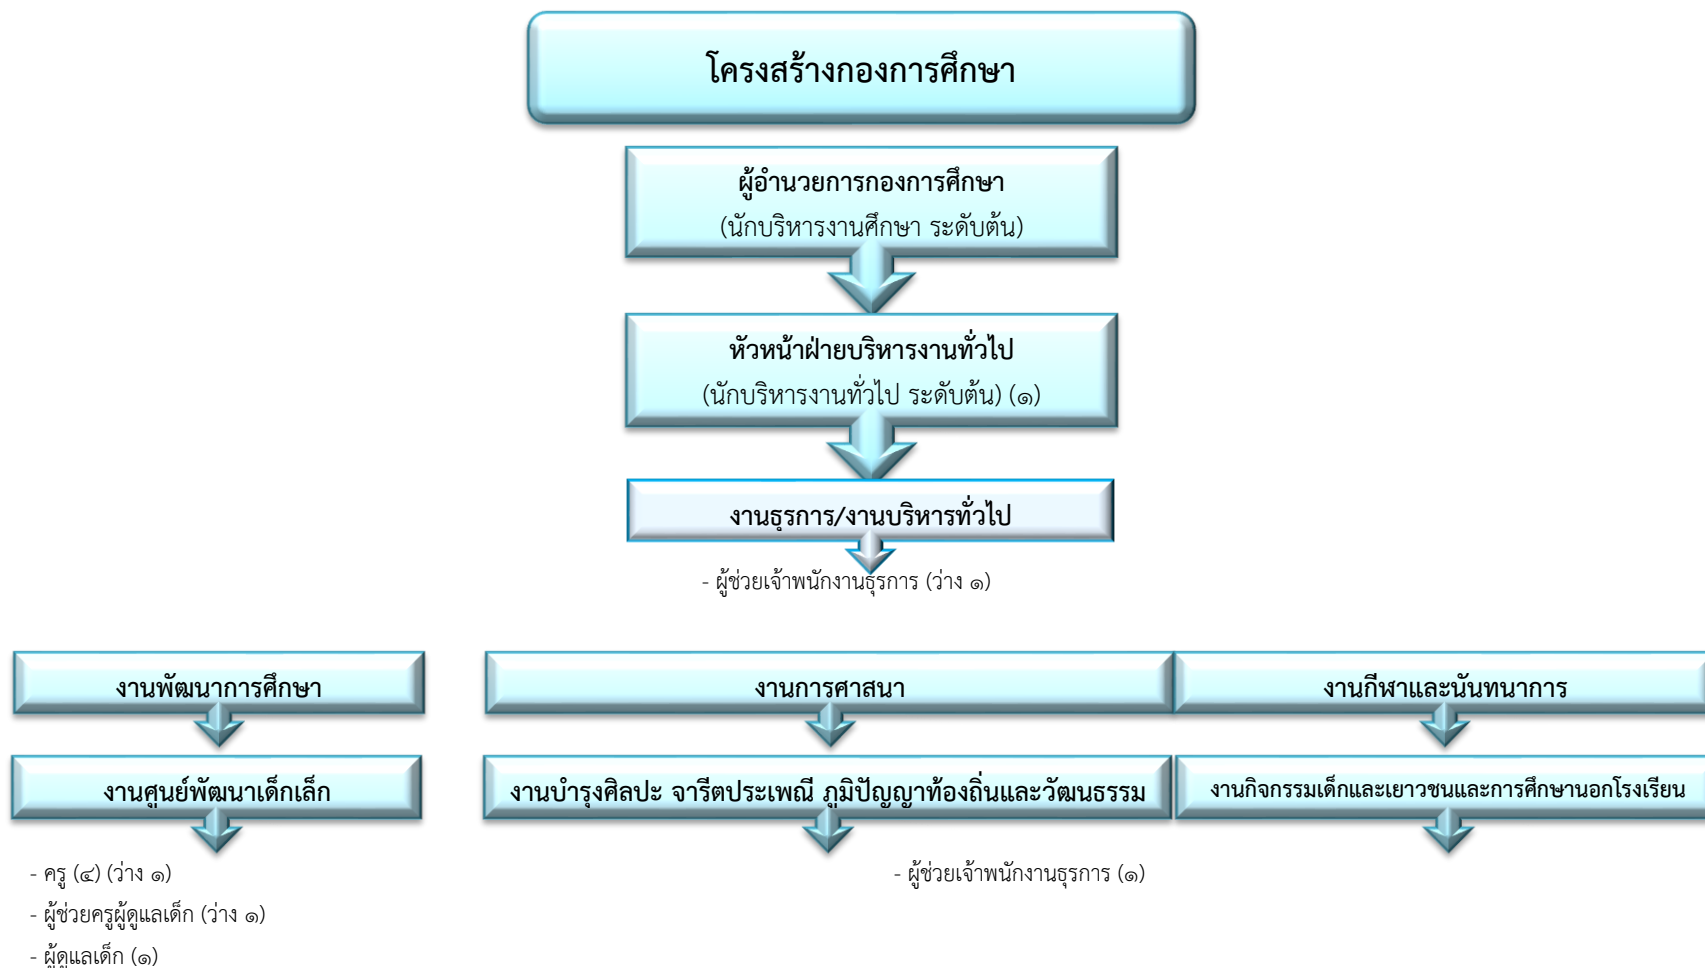 โครงสร้างกองการศึกษา
ผู้อำนวยการกองการศึกษา
(นักบริหารงานศึกษา ระดับต้น)
หัวหน้าฝ่ายบริหารงานทั่วไป
(นักบริหารงานทั่วไป ระดับต้น) (๑)
งานธุรการ/งานบริหารทั่วไป
- ผู้ช่วยเจ้าพนักงานธุรการ (ว่าง ๑)
งานพัฒนาการศึกษา
งานการศาสนา
งานกีฬาและนันทนาการ
งานศูนย์พัฒนาเด็กเล็ก
งานบำรุงศิลปะ จารีตประเพณี ภูมิปัญญาท้องถิ่นและวัฒนธรรม
งานกิจกรรมเด็กและเยาวชนและการศึกษานอกโรงเรียน
- ครู (๔) (ว่าง ๑)
- ผู้ช่วยเจ้าพนักงานธุรการ (๑)
- ผู้ช่วยครูผู้ดูแลเด็ก (ว่าง ๑)
- ผู้ดูแลเด็ก (๑)